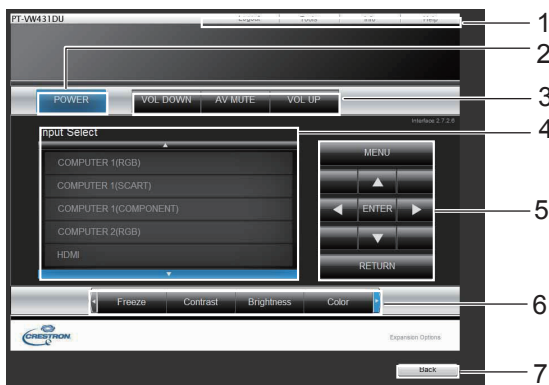 PT-VW431DU
Logout Tools Info Help
1
2
POWER VOL DOWN AV MUTE VOL UP
3
Interface 2.7.2.6
4
nput Select
MENU
COMPUTER 1(RGB)
COMPUTER 1(SCART)
COMPUTER 1(COMPONENT)
ENTER
5
COMPUTER 2(RGB)
HDMI
RETURN
Freeze Contrast Brightness Color
6
CRESTRON
Expansion Options
Back
7